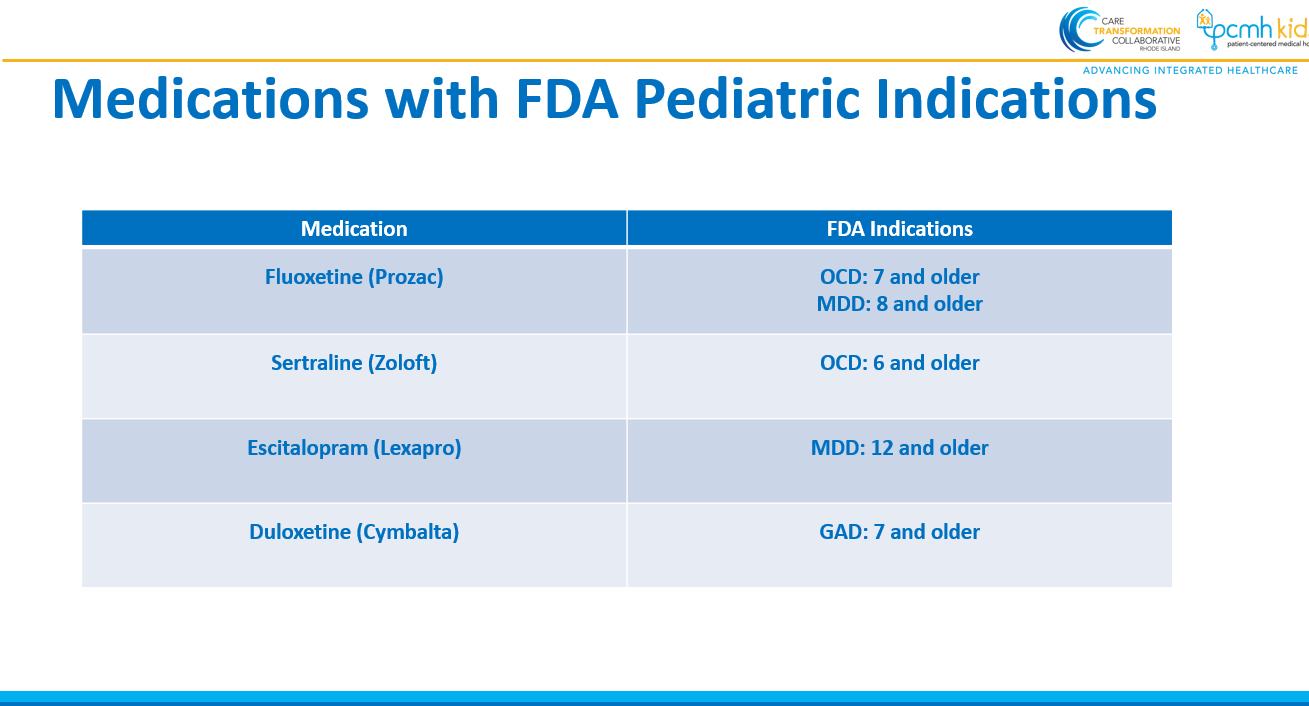 CARE
TRANSFORMATION
COLLABORATIVE
RHODE ISLAND
pcmh kid
patient-centered medical ho
ADVANCING INTEGRATED HEALTHCARE
Medications with FDA Pediatric Indications
Medication FDA Indications
Fluoxetine (Prozac) OCD: 7 and older
MDD: 8 and older
Sertraline (Zoloft) OCD: 6 and older
Escitalopram (Lexapro) MDD: 12 and older
Duloxetine (Cymbalta) GAD: 7 and older